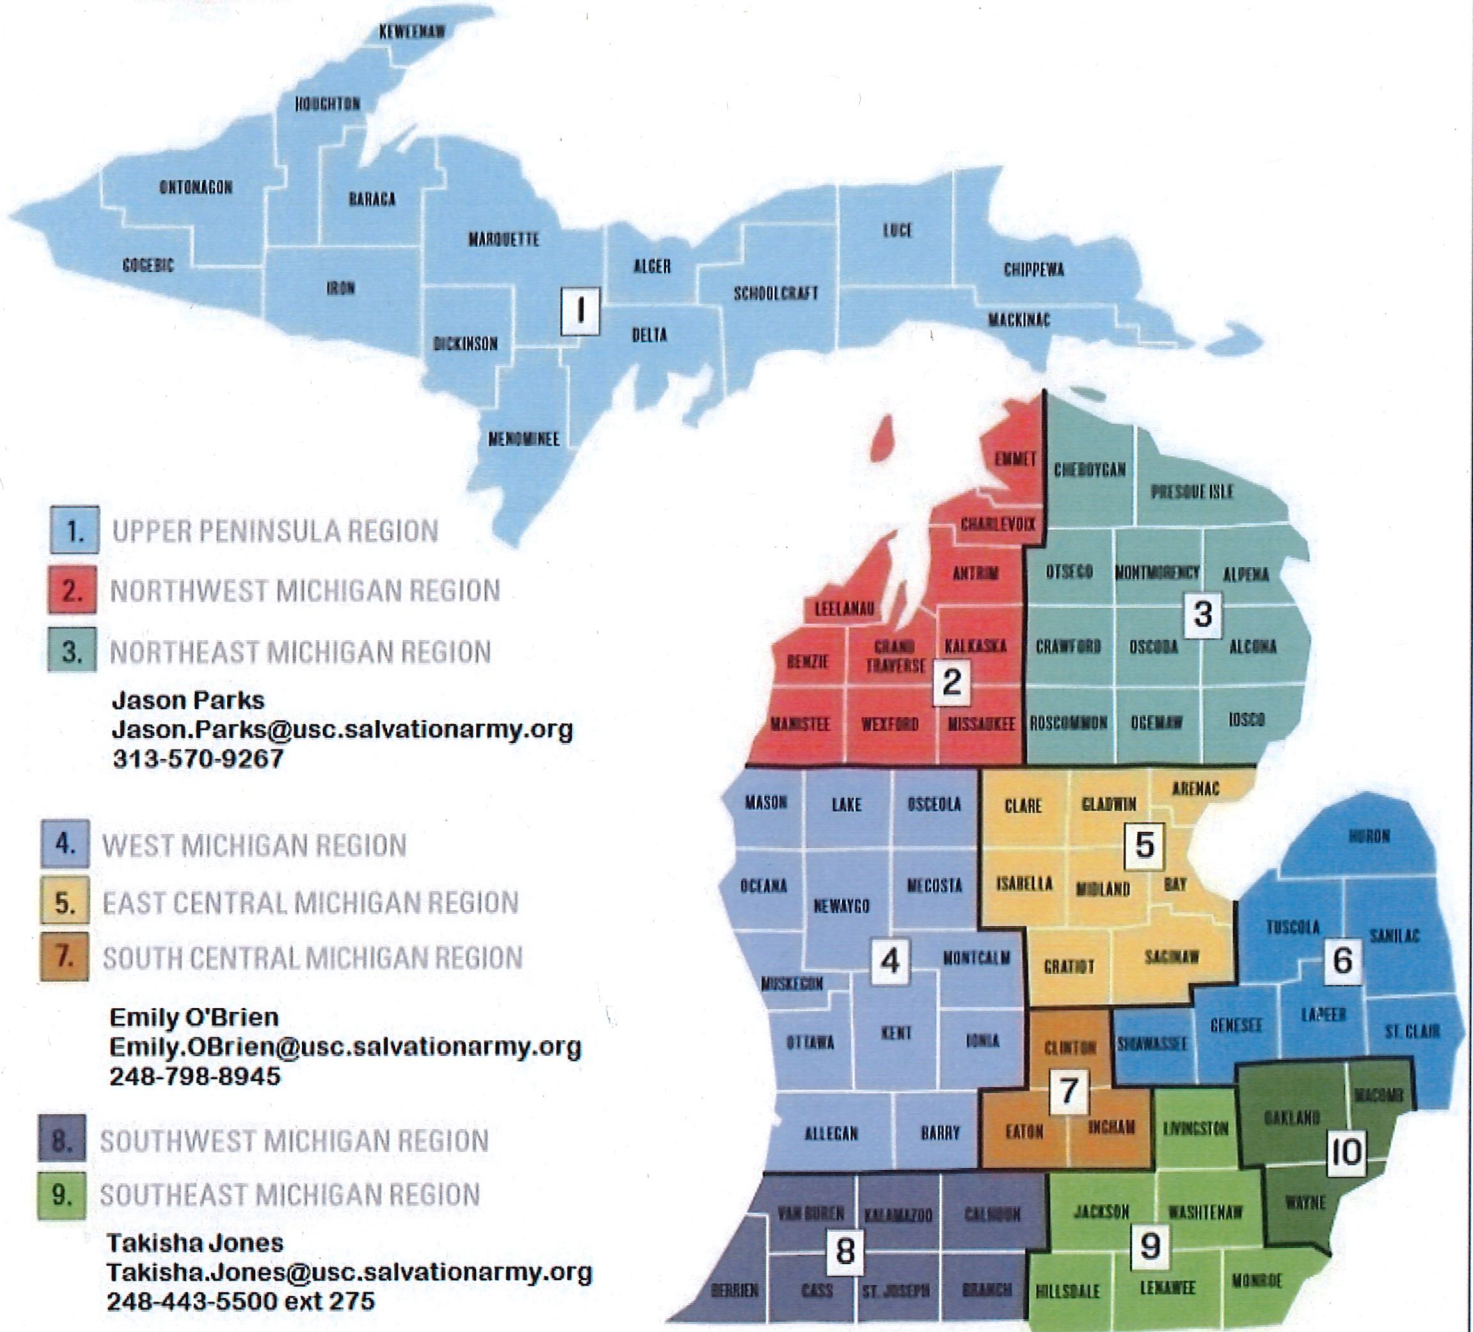 KEWEENAW
HOUGHTON
ONTONAGON
BARAGA
GOGEBIC
MARQUETTE
LUCE
ALGER
CHIPPEWA
IRON
SCHOOLCRAFT
1
MACKINAC
DICKINSON
DELTA
MENOMINEE
EMMET
CHEBOYGAN
PRESQUE ISLE
CHARLEVOIX
ANTRIM
OTSEGO
MONTMORENCY
ALPENA
LEELANAU
3
BENZIE
GRAND
TRAVERSE
KALKASKA
CRAWFORD
OSCODA
ALCONA
2
MANISTEE
WEXFORD
MISSAUKEE
ROSCOMMON
OGEMAW
IOSCO
MASON
LAKE
OSCEOLA
CLARE
GLADWIN
ARENAC
5
HURON
OCEANA
NEWAYGO
MECOSTA
ISABELLA
MIDLAND
BAY
TUSCOLA
SANILAC
4
MONTCALM
GRATIOT
SAGINAW
6
MUSKEGON
OTTAWA
KENT
IONIA
CLINTON
SHIAWASSEE
GENESEE
LAPEER
ST. CLAIR
7
ALLEGAN
BARRY
EATON
INGHAM
LIVINGSTON
OAKLAND
MACOMB
10
VAN BUREN
KALAMAZOO
CALHOUN
JACKSON
WASHTENAW
WAYNE
8
9
BERRIEN
CASS
ST. JOSEPH
BRANCH
HILLSDALE
LENAWEE
MONROE
1. UPPER PENINSULA REGION
2. NORTHWEST MICHIGAN REGION
3. NORTHEAST MICHIGAN REGION
Jason Parks
Jason.Parks@usc.salvationarmy.org
313-570-9267
4. WEST MICHIGAN REGION
5. EAST CENTRAL MICHIGAN REGION
7. SOUTH CENTRAL MICHIGAN REGION
Emily O'Brien
Emily.OBrien@usc.salvationarmy.org
248-798-8945
8. SOUTHWEST MICHIGAN REGION
9. SOUTHEAST MICHIGAN REGION
Takisha Jones
Takisha.Jones@usc.salvationarmy.org
248-443-5500 ext 275